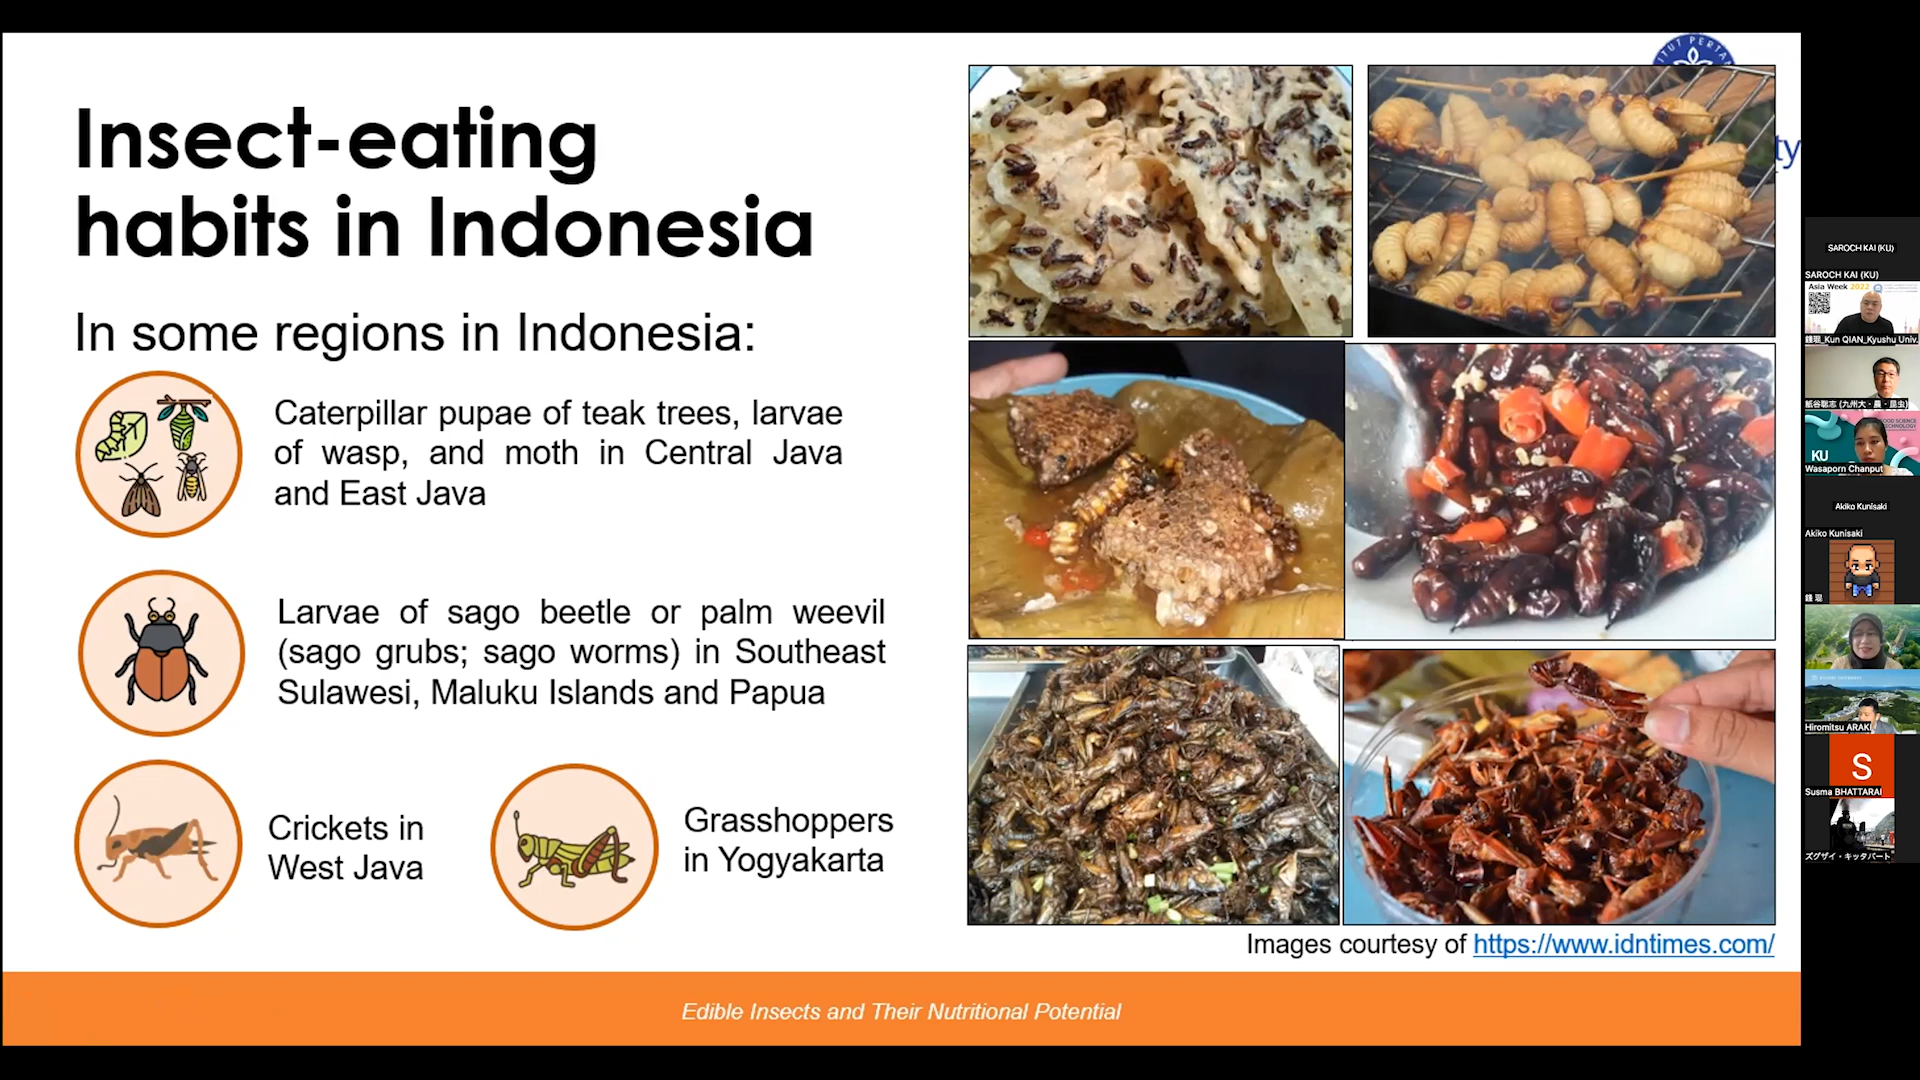 Insect-eating
habits in Indonesia
In some regions in Indonesia:
Caterpillar pupae of teak trees, larvae
of wasp, and moth in Central Java
and East Java
Larvae of sago beetle or palm weevil
(sago grubs; sago worms) in Southeast
Sulawesi, Maluku Islands and Papua
Crickets in
West Java
Grasshoppers
in Yogyakarta
ty
Images courtesy of https://www.idntimes.com/
Edible Insects and Their Nutritional Potential
SAROCH KAI (KU)
SAROCH KAI (KU)
Asia Week 2022
錢琨_Kun QIAN_Kyushu Univ.
紙谷聡志 (九州大・農・昆虫)
KU
Wasaporn Chanput
Akiko Kunisaki
Akiko Kunisaki
錢 琨
Hiromitsu ARAKI
S
Susma BHATTARAI
ズグザイ・キッタバート